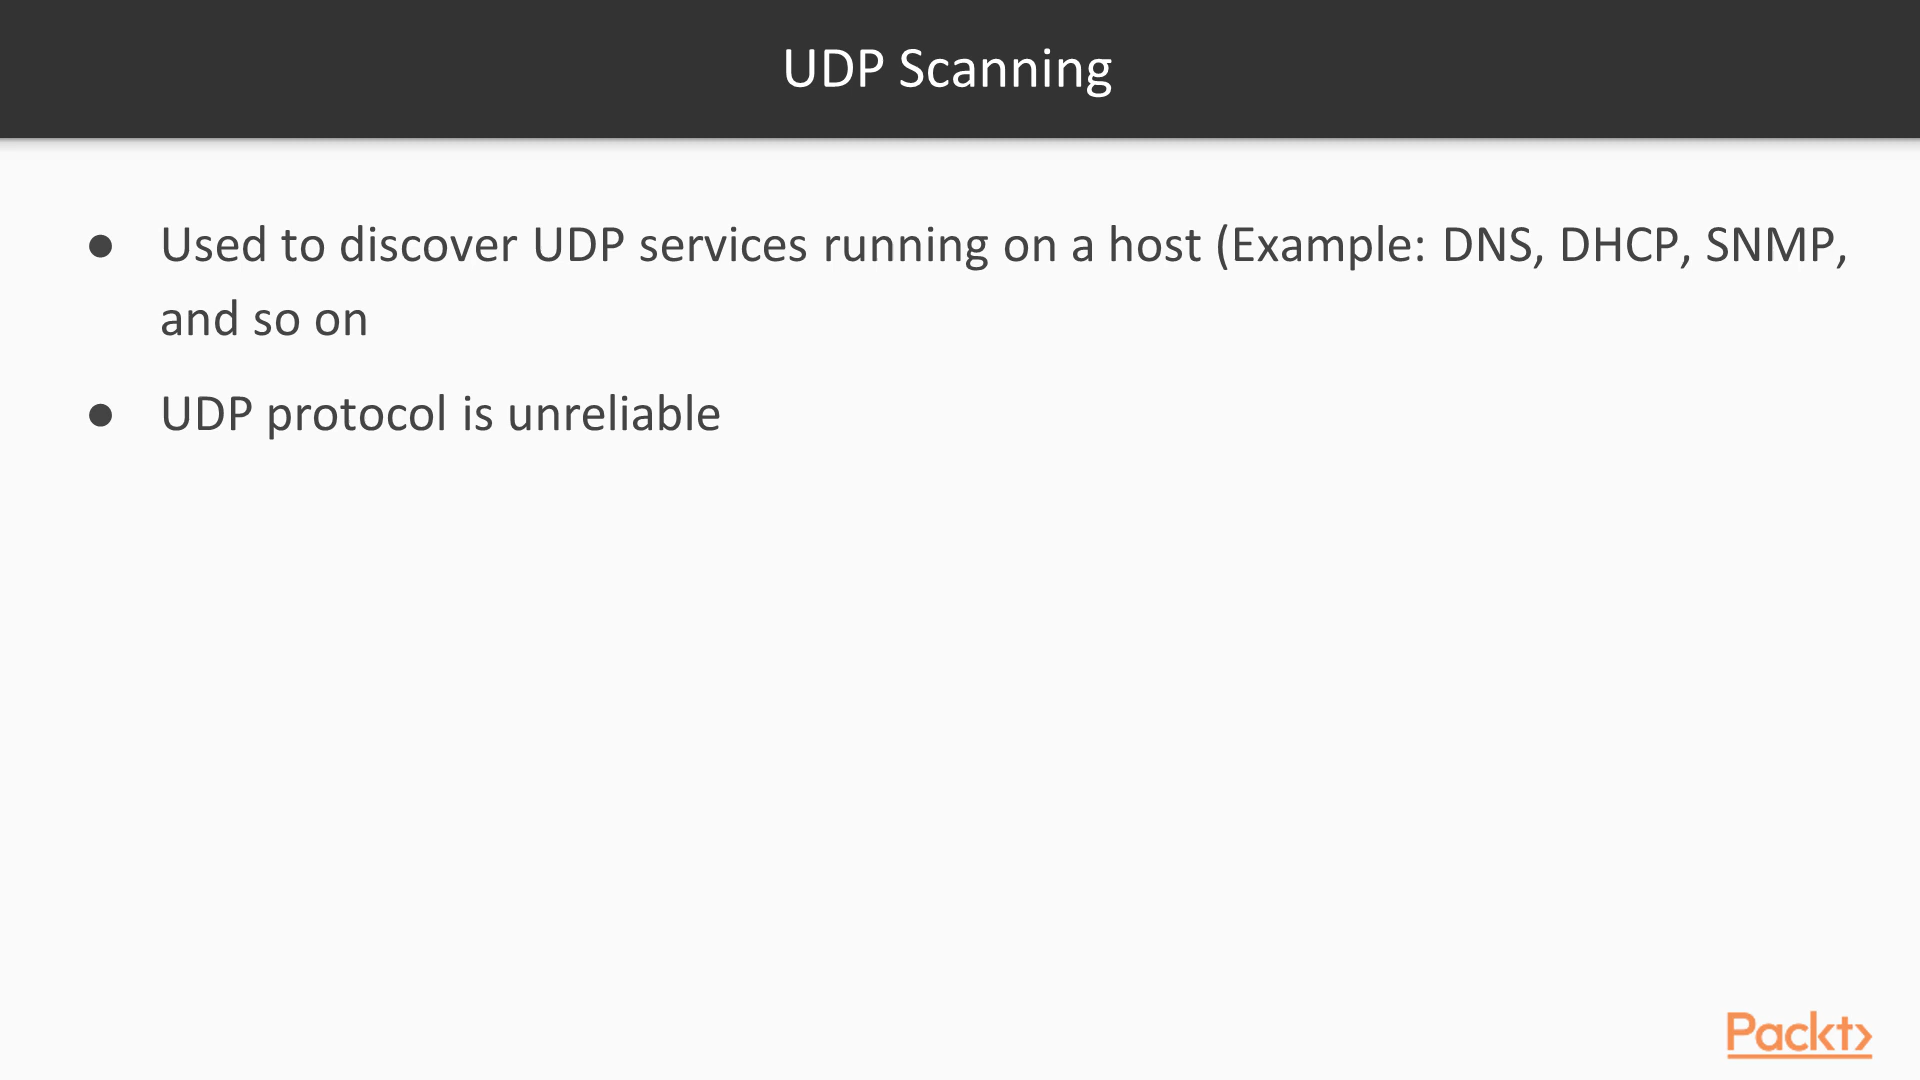 UDP Scanning
● Used to discover UDP services running on a host (Example: DNS, DHCP, SNMP,
and so on
● UDP protocol is unreliable
Packt>